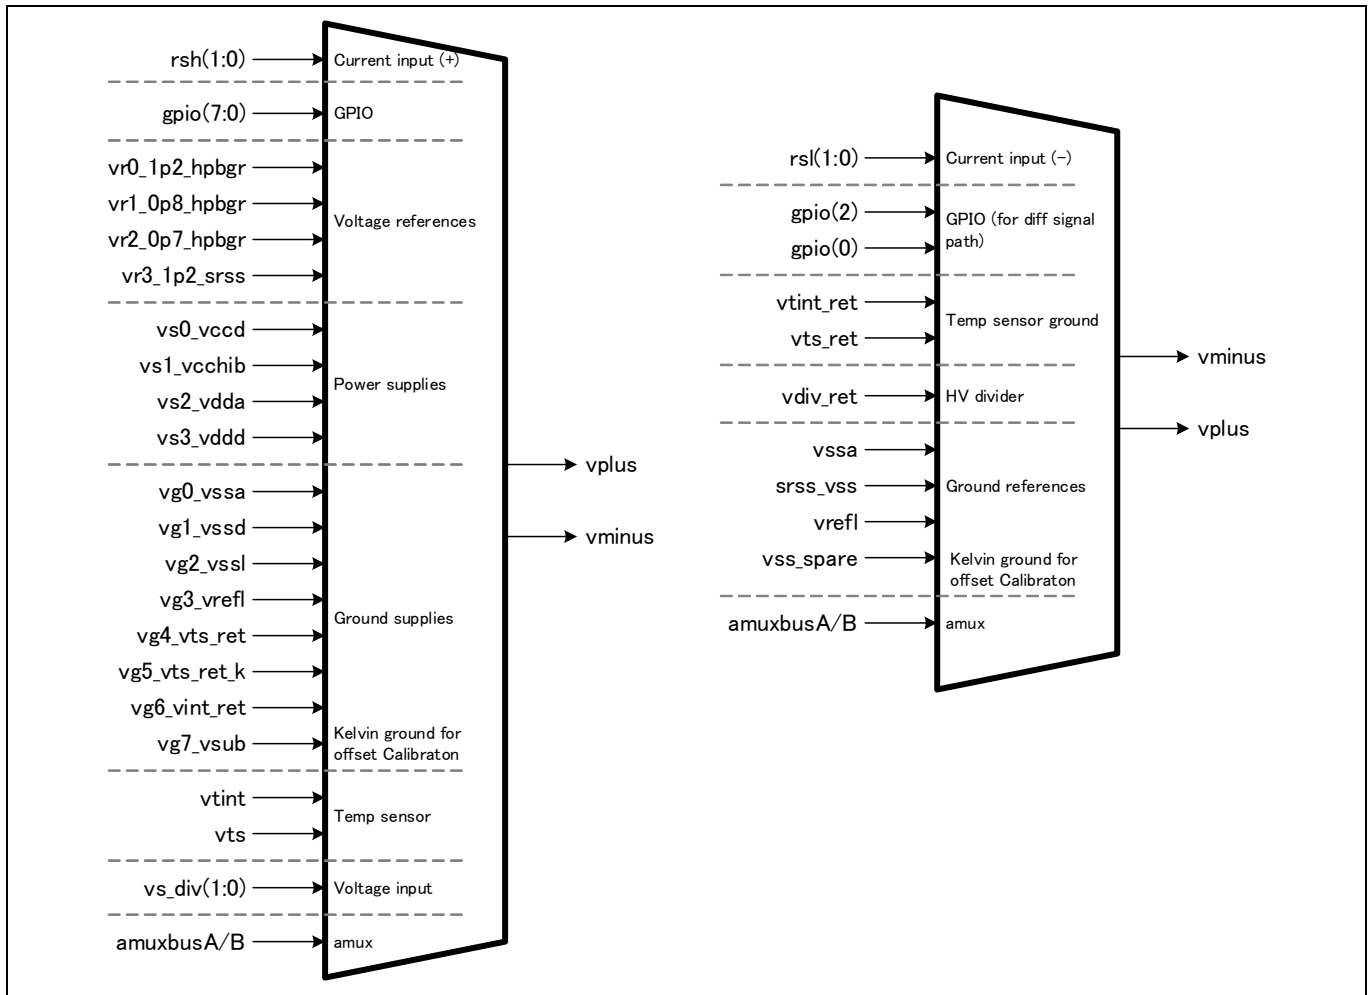 rsh(1:0)
Current input (+)
gpio(7:0)
GPIO
vr0_1p2_hpbgr
vr1_0p8_hpbgr
Voltage references
vr2_0p7_hpbgr
vr3_1p2_srss
vs0_vccd
vs1_vcchib
Power supplies
vs2_vdda
vs3_vddd
vg0_vssa
vg1_vssd
vg2_vssl
vg3_vrefl
Ground supplies
vg4_vts_ret
vg5_vts_ret_k
vg6_vint_ret
vg7_vsub
Kelvin ground for
offset Calibraton
vtint
Temp sensor
vts
vs_div(1:0)
Voltage input
amuxbusA/B
amux
vplus
vminus
rsl(1:0)
Current input (-)
gpio(2)
GPIO (for diff signal
path)
gpio(0)
vtint_ret
Temp sensor ground
vts_ret
vdiv_ret
HV divider
vssa
srss_vss
Ground references
vrefl
vss_spare
Kelvin ground for
offset Calibraton
amuxbusA/B
amux
vminus
vplus